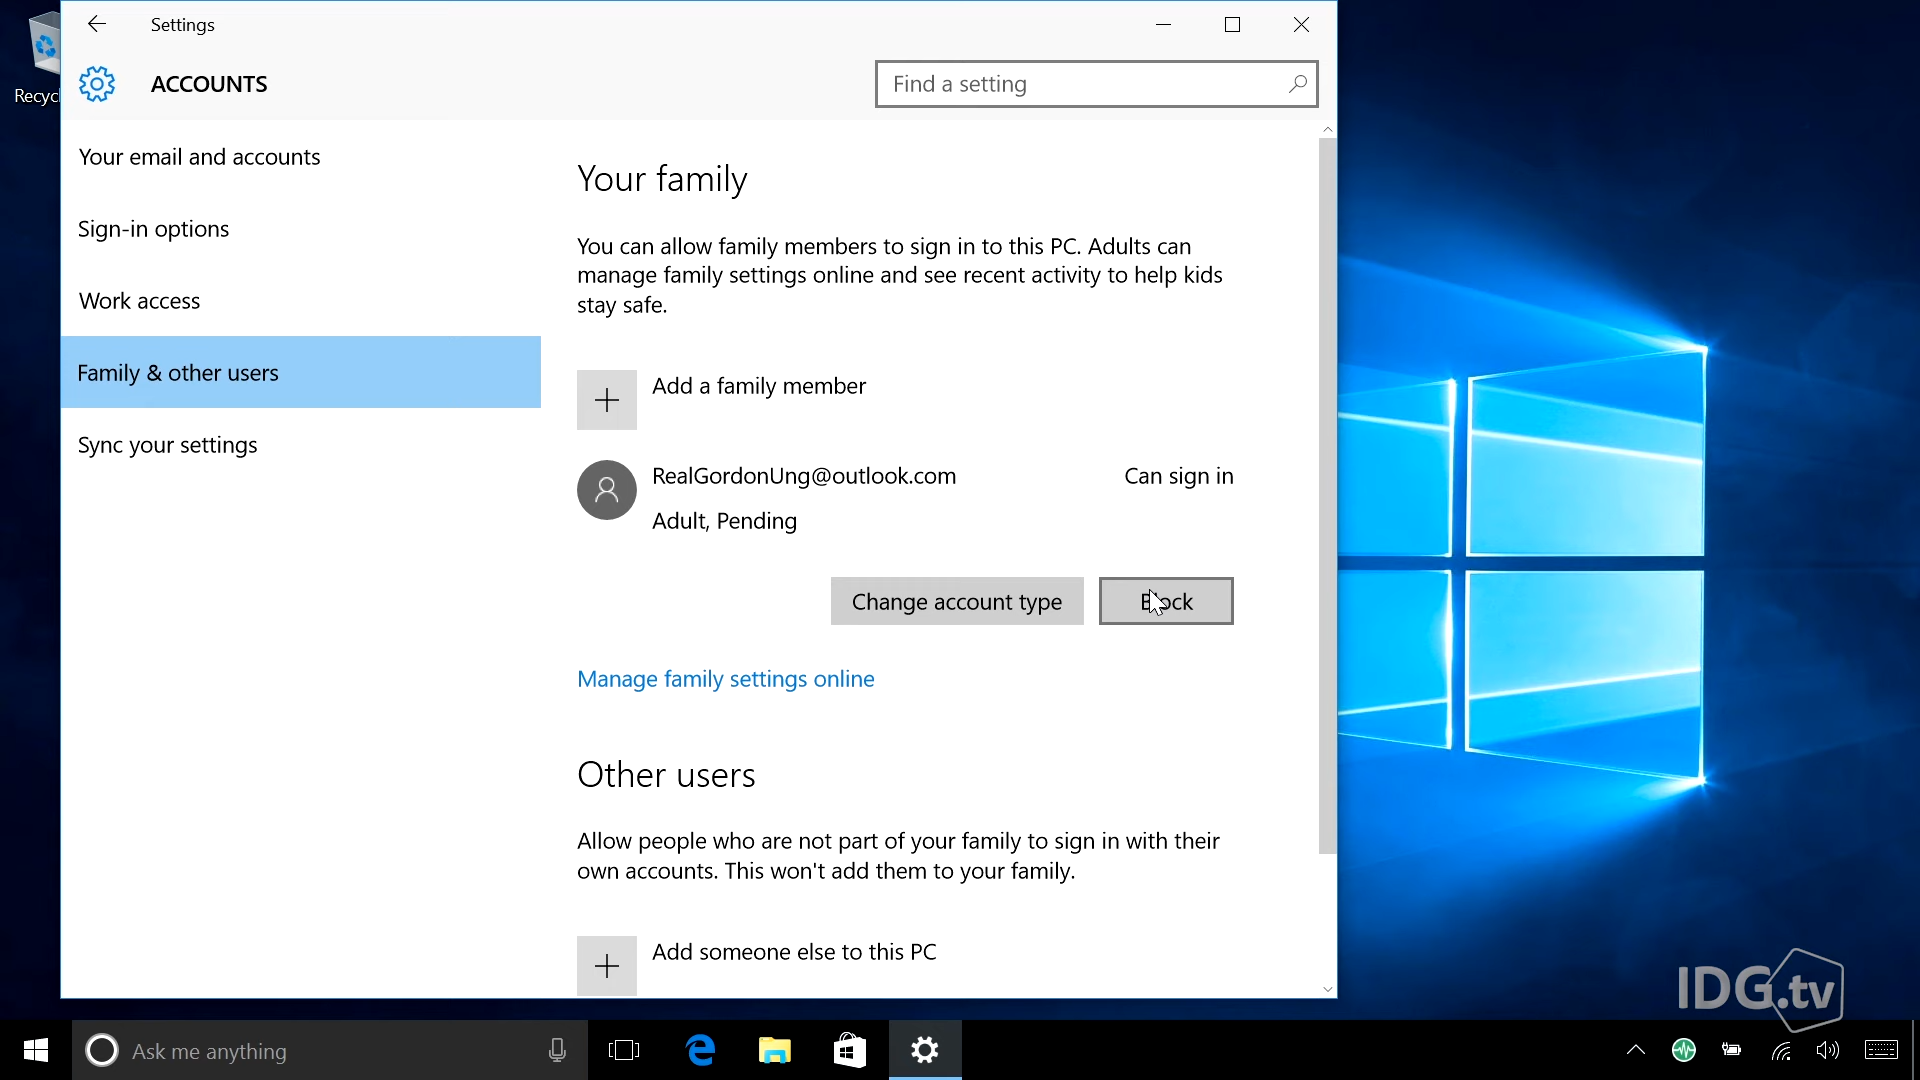 Settings
ACCOUNTS
Find a setting
Recycl
Your email and accounts
Sign-in options
Work access
Family & other users
Sync your settings
Your family
You can allow family members to sign in to this PC. Adults can
manage family settings online and see recent activity to help kids
stay safe.
Add a family member
RealGordonUng@outlook.com
Can sign in
Adult, Pending
Change account type
Block
Manage family settings online
Other users
Allow people who are not part of your family to sign in with their
own accounts. This won't add them to your family.
Add someone else to this PC
IDG.tv
Ask me anything